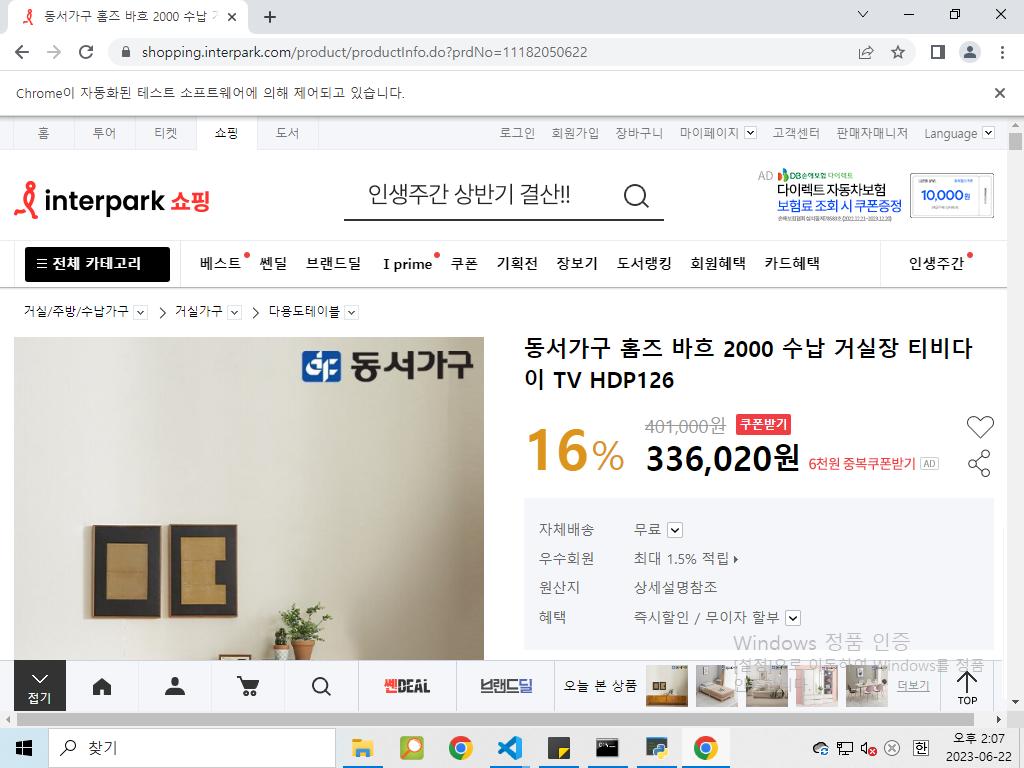 동서가구 홈즈 바흐 2000 수납
shopping.interpark.com/product/productInfo.do?prdNo=11182050622
Chrome이 자동화된 테스트 소프트웨어에 의해 제어되고 있습니다.
홈 투어 티켓 쇼핑 도서 로그인 회원가입 장바구니 마이페이지 고객센터 판매자매니저 Language
interpark 쇼핑
인생주간 상반기 결산!!
AD DB손해보험 다이렉트
다이렉트 자동차보험
보험료 조회 시 쿠폰증정
10,000원
전체 카테고리 베스트 쎈딜 브랜드딜 I prime 쿠폰 기획전 장보기 도서랭킹 회원혜택 카드혜택 인생주간
거실/주방/수납가구 거실가구 다용도테이블
동서가구
동서가구 홈즈 바흐 2000 수납 거실장 티비다
이 TV HDP126
16%
401,000원 쿠폰받기
336,020원 6천원 중복쿠폰받기 AD
자체배송 무료
우수회원 최대 1.5% 적립
원산지 상세설명참조
혜택 즉시할인 / 무이자 할부
Windows 정품 인증
[설정]으로 이동하여 Windows를 정품
접기
쎈DEAL
브랜드딜
오늘 본 상품
더보기
TOP
찾기
한
오후 2:07
2023-06-22